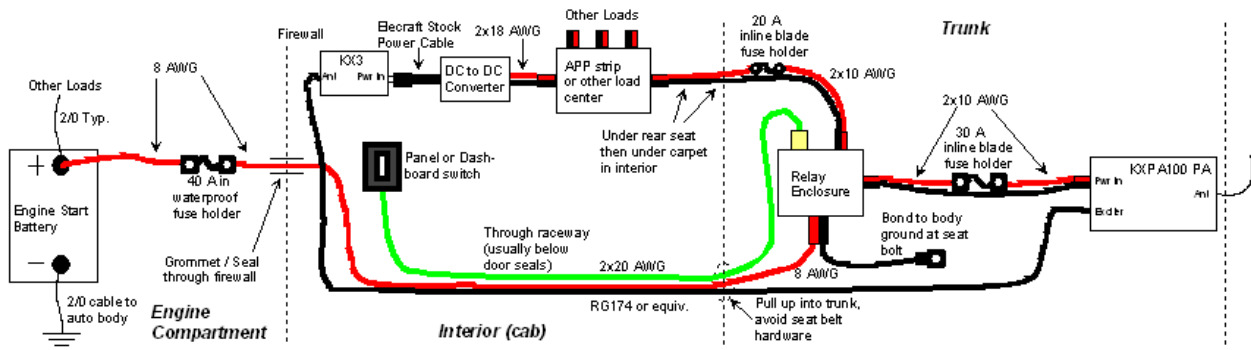 Other Loads
2/0 Typ.
8 AWG
+
Engine Start
Battery
–
2/0 cable to
auto body
40 A in
waterproof
fuse holder
Engine
Compartment
Firewall
Grommet / Seal
through firewall
KX3
Ant
Pwr In
Elecraft Stock
Power Cable
DC to DC
Converter
2x18 AWG
Other Loads
APP strip
or other load
center
Panel or Dash-
board switch
Under rear seat
then under carpet
in interior
Through raceway
(usually below
door seals)
2x20 AWG
RG174 or equiv.
Interior (cab)
20 A
inline blade
fuse holder
Trunk
2x10 AWG
Relay
Enclosure
8 AWG
Pull up into trunk,
avoid seat belt
hardware
2x10 AWG
30 A
inline blade
fuse holder
Bond to body
ground at seat
bolt
KXPA100 PA
Pwr In
Ant
Exciter